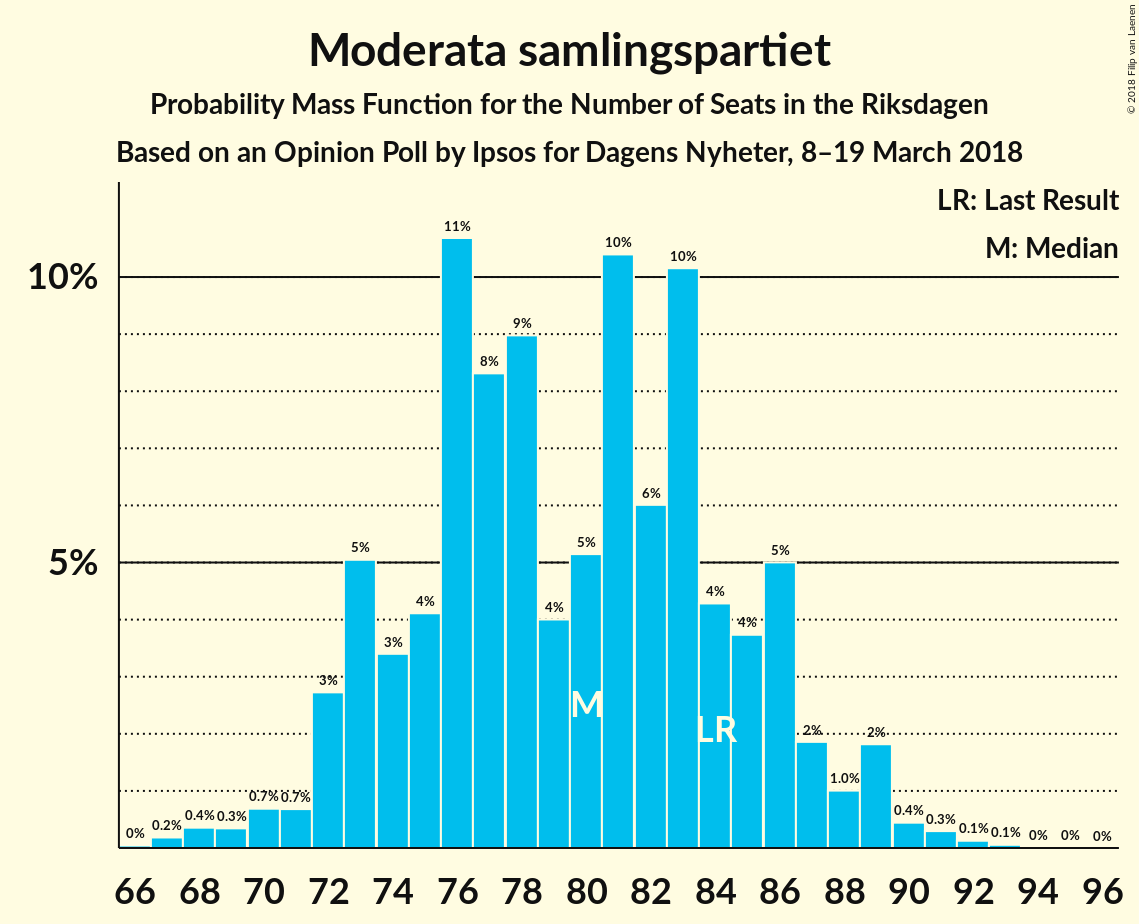 Moderata samlingspartiet
Probability Mass Function for the Number of Seats in the Riksdagen
Based on an Opinion Poll by Ipsos for Dagens Nyheter, 8–19 March 2018
© 2018 Filip van Laenen
LR: Last Result
M: Median
10%
5%
0% 0.2% 0.4% 0.3% 0.7% 0.7% 3% 5% 3% 4% 11% 8% 9% 4% 5% 10% 6% 10% 4% 4% 5% 2% 1.0% 2% 0.4% 0.3% 0.1% 0.1% 0% 0% 0%
M
LR
66 68 70 72 74 76 78 80 82 84 86 88 90 92 94 96